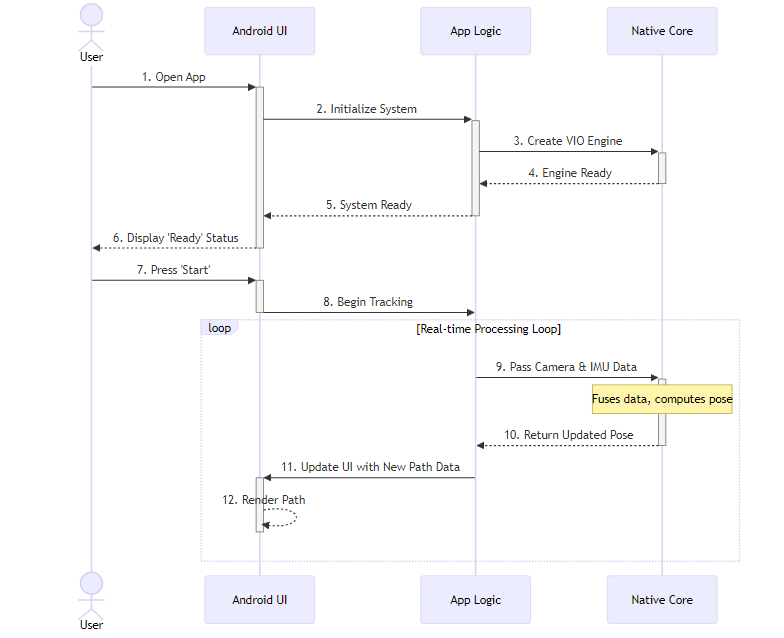 Android UI
App Logic
Native Core
User
1. Open App
2. Initialize System
3. Create VIO Engine
4. Engine Ready
5. System Ready
6. Display 'Ready' Status
7. Press 'Start'
8. Begin Tracking
loop
[Real-time Processing Loop]
9. Pass Camera & IMU Data
Fuses data, computes pose
10. Return Updated Pose
11. Update UI with New Path Data
12. Render Path
Android UI
App Logic
Native Core
User